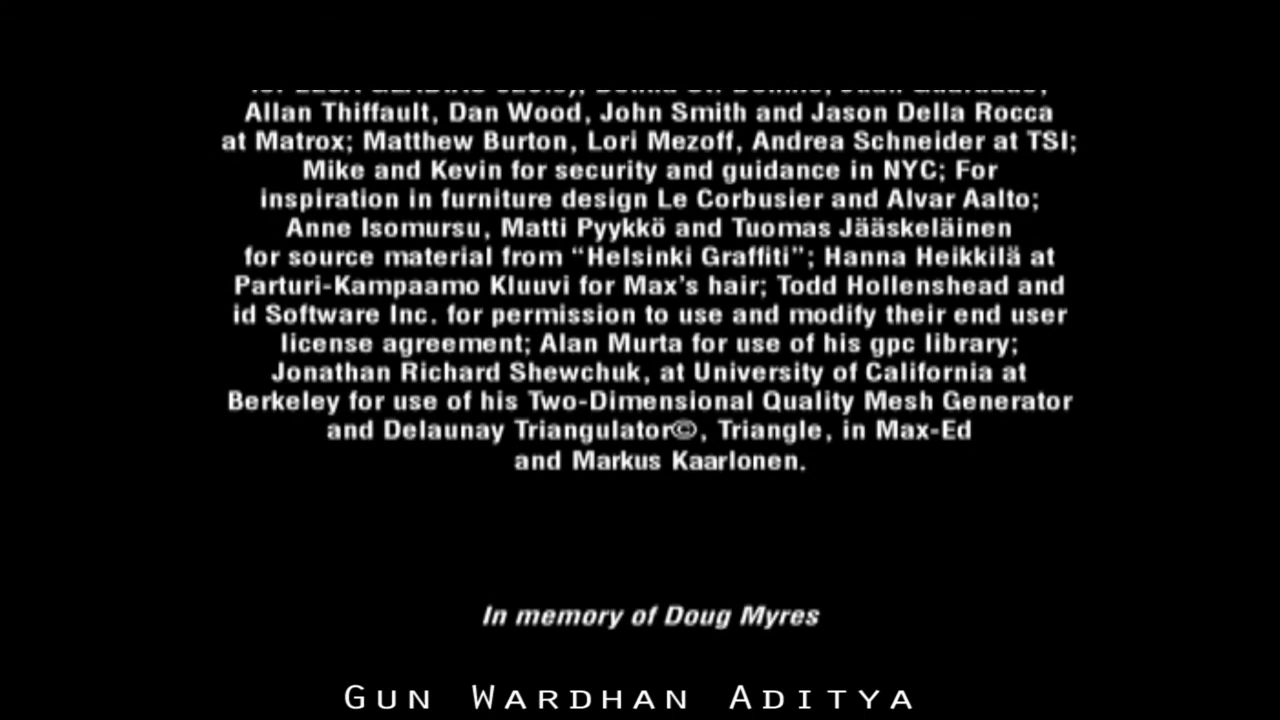 Allan Thiffault, Dan Wood, John Smith and Jason Della Rocca
at Matrox; Matthew Burton, Lori Mezoff, Andrea Schneider at TSI;
Mike and Kevin for security and guidance in NYC; For
inspiration in furniture design Le Corbusier and Alvar Aalto;
Anne Isomursu, Matti Pyykkö and Tuomas Jääskeläinen
for source material from “Helsinki Graffiti”; Hanna Heikkilä at
Parturi-Kampaamo Kluuvi for Max’s hair; Todd Hollenshead and
id Software Inc. for permission to use and modify their end user
license agreement; Alan Murta for use of his gpc library;
Jonathan Richard Shewchuk, at University of California at
Berkeley for use of his Two-Dimensional Quality Mesh Generator
and Delaunay Triangulator©, Triangle, in Max-Ed
and Markus Kaarlonen.
In memory of Doug Myres
GUN WARDHAN ADITYA